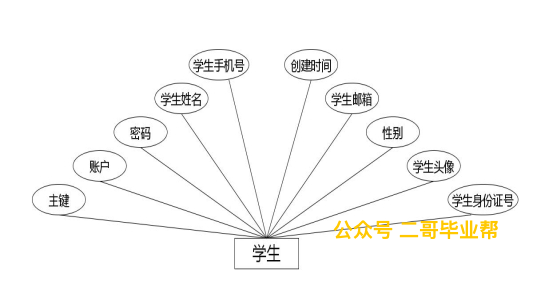 学生手机号
创建时间
学生姓名
学生邮箱
密码
性别
账户
学生头像
主键
学生身份证号
公众号 二哥毕业帮
学生